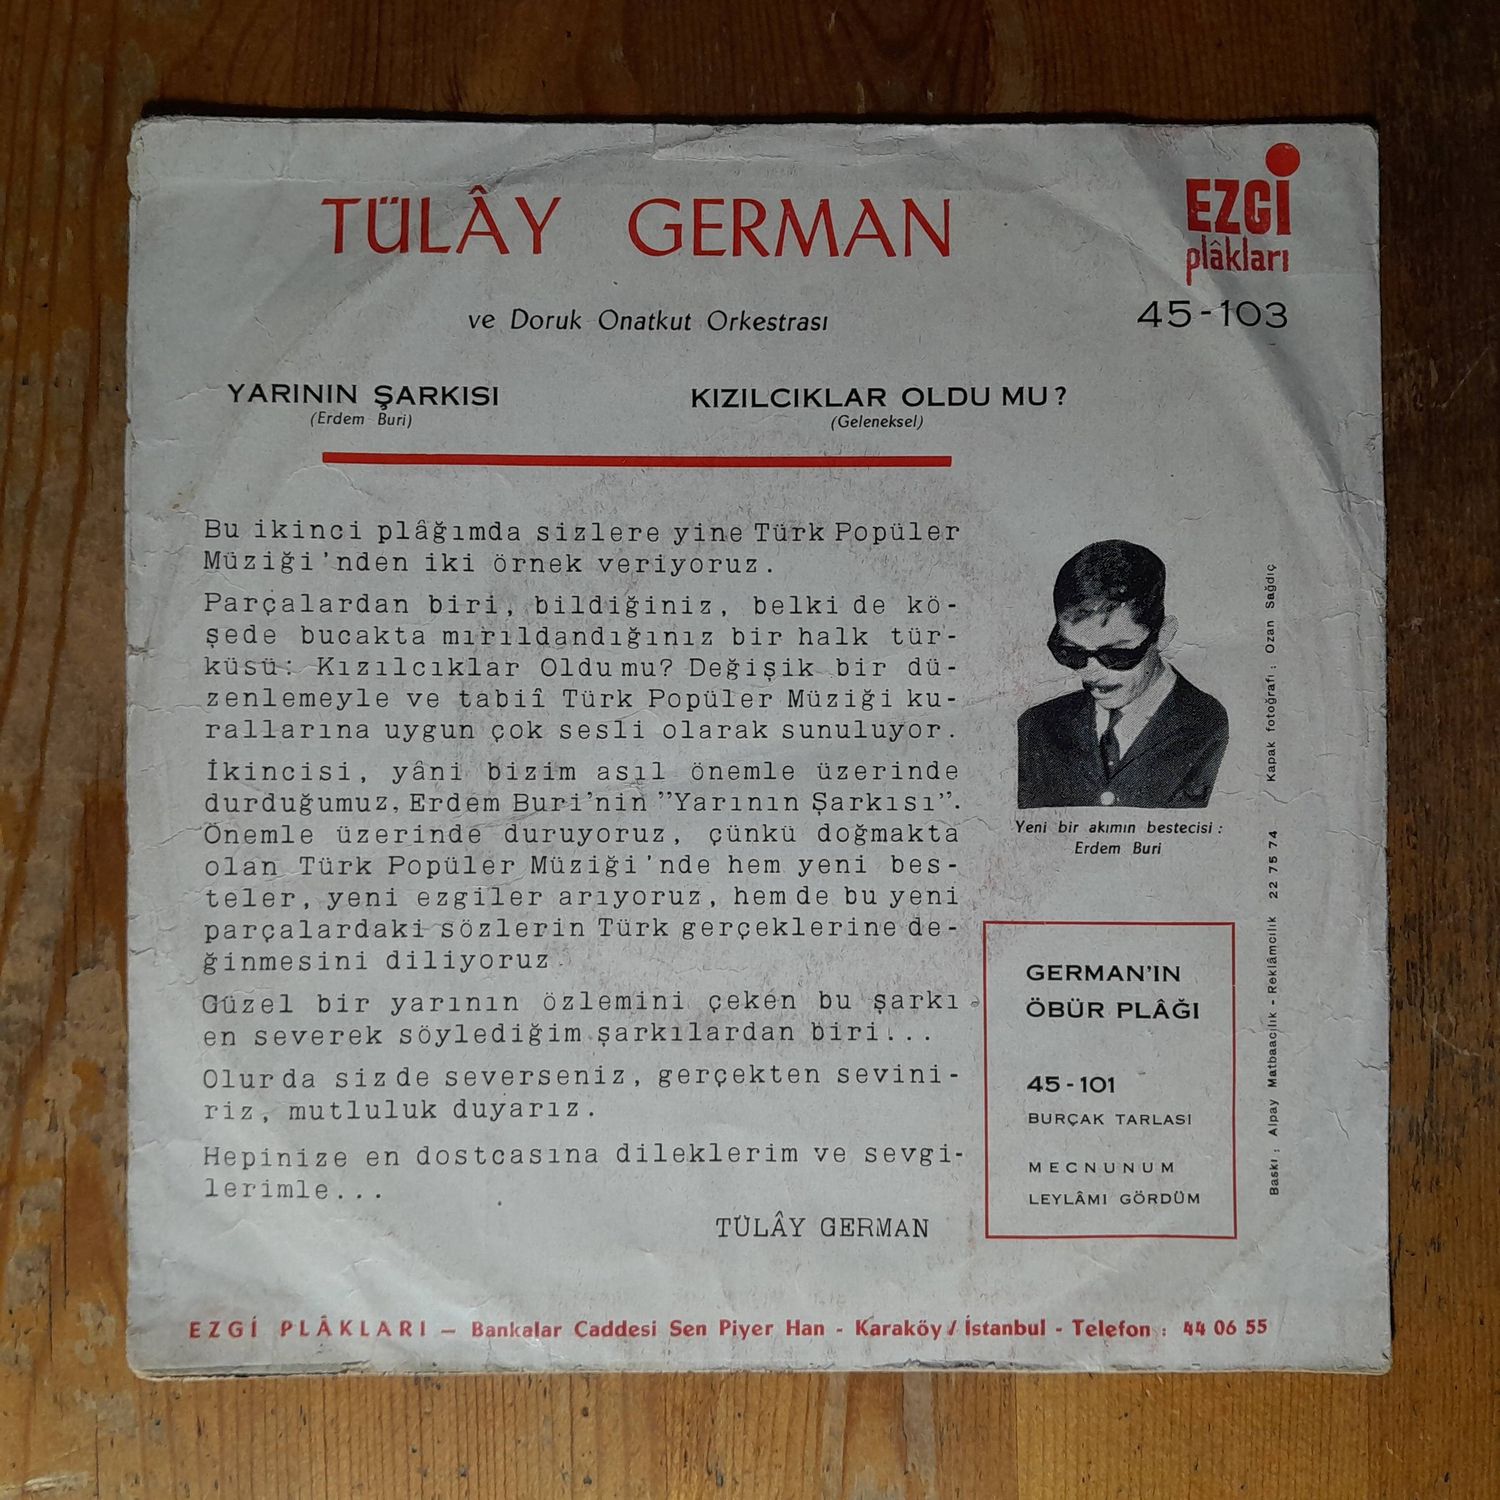 TÜLÂY GERMAN
EZGİ
plâkları
45-103
ve Doruk Onatkut Orkestrası
YARININ ŞARKISI
(Erdem Buri)
KIZILCIKLAR OLDU MU?
(Geleneksel)
Bu ikinci plâğımda sizlere yine Türk Popüler
Müziği'nden iki örnek veriyoruz.
Parçalardan biri, bildiğiniz, belki de kö-
şede bucakta mırıldandığınız bir halk tür-
küsü: Kızılcıklar Oldu mu? Değişik bir dü-
zenlemeyle ve tabiî Türk Popüler Müziği ku-
rallarına uygun çok sesli olarak sunuluyor.
İkincisi, yâni bizim asıl önemle üzerinde
durduğumuz, Erdem Buri'nin "Yarının Şarkısı".
Önemle üzerinde duruyoruz, çünkü doğmakta
olan Türk Popüler Müziği'nde hem yeni bes-
teler, yeni ezgiler arıyoruz, hem de bu yeni
parçalardaki sözlerin Türk gerçeklerine de-
ğinmesini diliyoruz.
Güzel bir yarının özlemini çeken bu şarkı
en severek söylediğim şarkılardan biri...
Olur da siz de severseniz, gerçekten sevini-
riz, mutluluk duyarız.
Hepinize en dostcasına dileklerim ve sevgi-
lerimle...
TÜLÂY GERMAN
Yeni bir akımın bestecisi :
Erdem Buri
GERMAN'IN
ÖBÜR PLÂĞI
45 - 101
BURÇAK TARLASI
MECNUNUM
LEYLÂMI GÖRDÜM
Baskı : Alpay Matbaacılık - Reklâmcılık 22 75 74 / Kapak fotoğrafı : Ozan Sağdıç
EZGİ PLÂKLARI – Bankalar Caddesi Sen Piyer Han - Karaköy / İstanbul - Telefon : 44 06 55